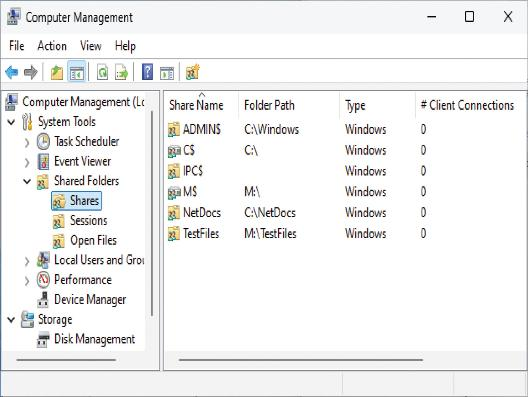 Computer Management
File Action View Help
Computer Management (Lo
System Tools
Task Scheduler
Event Viewer
Shared Folders
Shares
Sessions
Open Files
Local Users and Grou
Performance
Device Manager
Storage
Disk Management
Share Name Folder Path Type # Client Connections
ADMIN$ C:\Windows Windows 0
C$ C:\ Windows 0
IPC$ Windows 0
M$ M:\ Windows 0
NetDocs C:\NetDocs Windows 0
TestFiles M:\TestFiles Windows 0